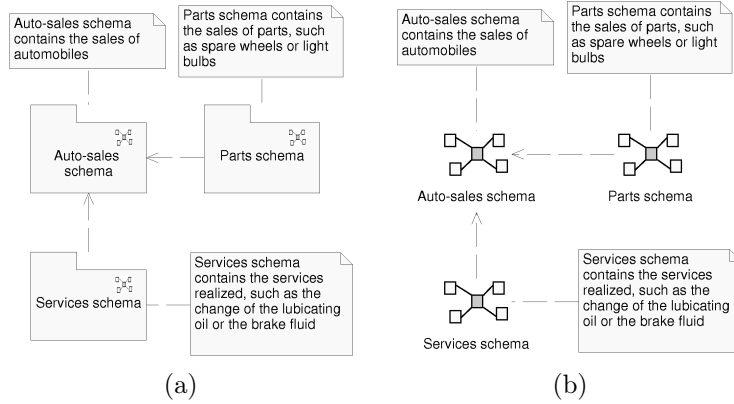 Auto-sales schema
contains the sales of
automobiles
Parts schema contains
the sales of parts, such
as spare wheels or light
bulbs
Auto-sales
schema
Parts schema
Services schema
Services schema
contains the services
realized, such as the
change of the lubicating
oil or the brake fluid
(a)
Auto-sales schema
contains the sales of
automobiles
Parts schema contains
the sales of parts, such
as spare wheels or light
bulbs
Auto-sales schema
Parts schema
Services schema
Services schema
contains the services
realized, such as the
change of the lubicating
oil or the brake fluid
(b)